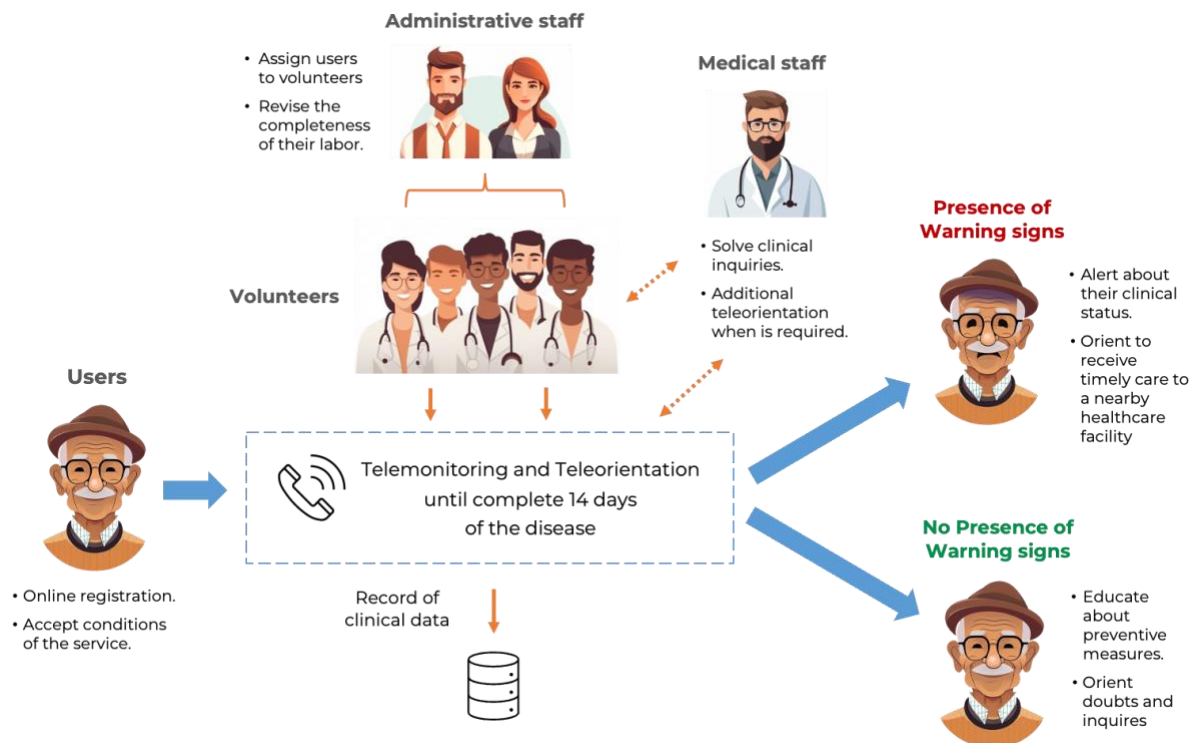 Administrative staff
• Assign users
to volunteers
• Revise the
completeness
of their labor.
Medical staff
• Solve clinical
inquiries.
• Additional
teleorientation
when is required.
Volunteers
Users
• Online registration.
• Accept conditions
of the service.
Telemonitoring and Teleorientation
until complete 14 days
of the disease
Record of
clinical data
Presence of
Warning signs
• Alert about
their clinical
status.
• Orient to
receive
timely care to
a nearby
healthcare
facility
No Presence of
Warning signs
• Educate
about
preventive
measures.
• Orient
doubts and
inquires